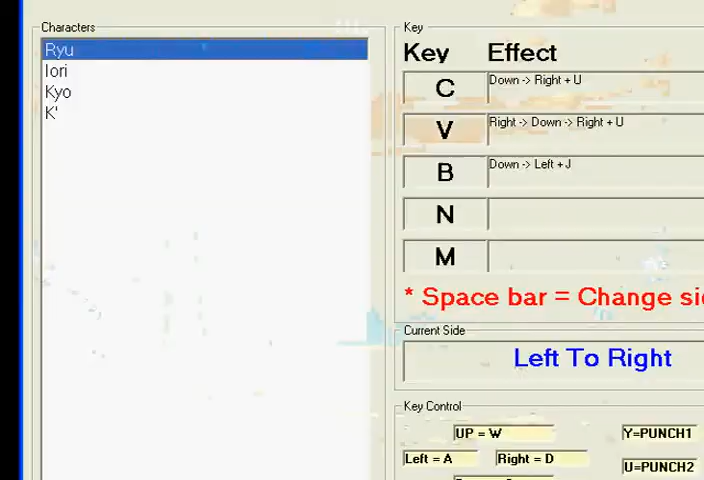 Characters
Ryu
Iori
Kyo
K'
Key
Key Effect
C Down -> Right + U
V Right -> Down -> Right + U
B Down -> Left + J
N
M
* Space bar = Change si
Current Side
Left To Right
Key Control
UP = W
Y=PUNCH1
Left = A
Right = D
U=PUNCH2